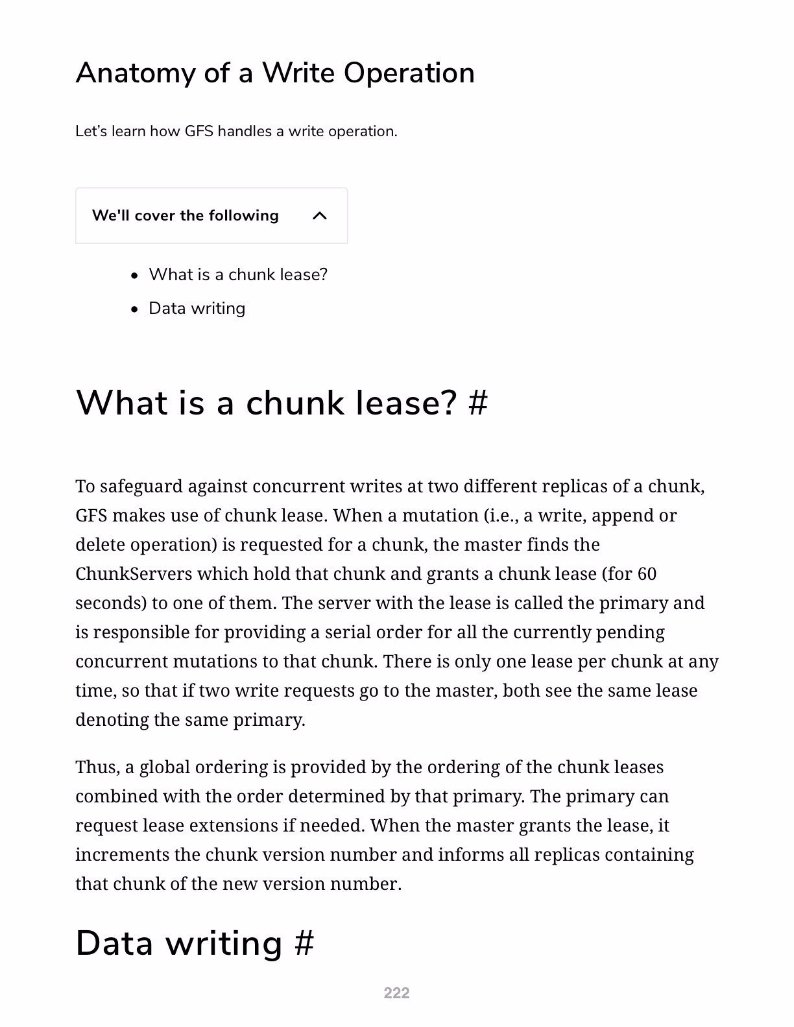 Anatomy of a Write Operation
Let's learn how GFS handles a write operation.
We'll cover the following
• What is a chunk lease?
• Data writing
What is a chunk lease? #
To safeguard against concurrent writes at two different replicas of a chunk,
GFS makes use of chunk lease. When a mutation (i.e., a write, append or
delete operation) is requested for a chunk, the master finds the
ChunkServers which hold that chunk and grants a chunk lease (for 60
seconds) to one of them. The server with the lease is called the primary and
is responsible for providing a serial order for all the currently pending
concurrent mutations to that chunk. There is only one lease per chunk at any
time, so that if two write requests go to the master, both see the same lease
denoting the same primary.
Thus, a global ordering is provided by the ordering of the chunk leases
combined with the order determined by that primary. The primary can
request lease extensions if needed. When the master grants the lease, it
increments the chunk version number and informs all replicas containing
that chunk of the new version number.
Data writing #
222